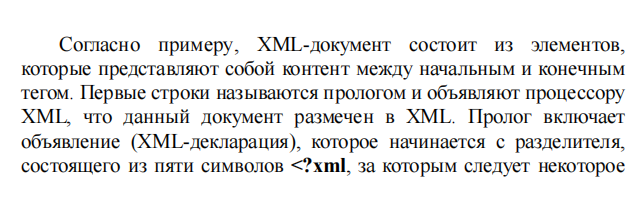 Согласно примеру, XML-документ состоит из элементов,
которые представляют собой контент между начальным и конечным
тегом. Первые строки называются прологом и объявляют процессору
XML, что данный документ размечен в XML. Пролог включает
объявление (XML-декларация), которое начинается с разделителя,
состоящего из пяти символов <?xml, за которым следует некоторое